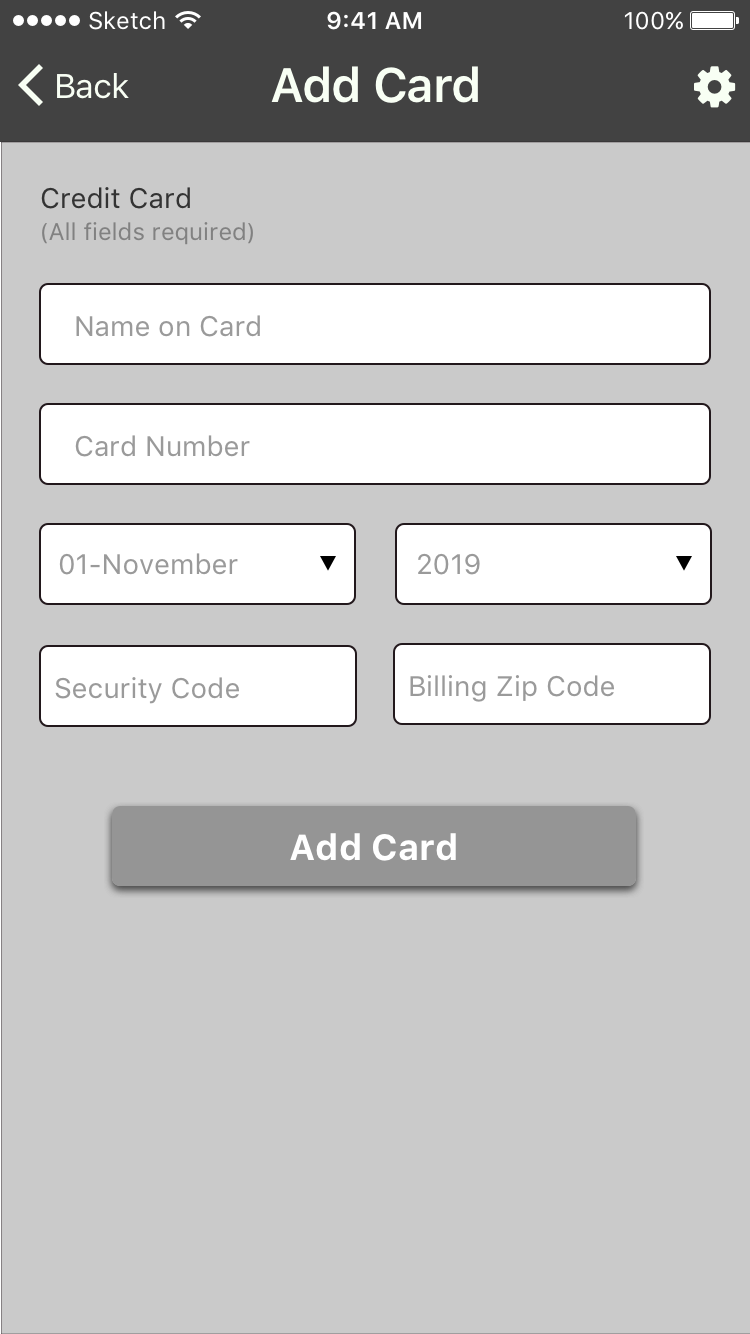 Sketch 9:41 AM 100%
Back Add Card
Credit Card
(All fields required)
Name on Card
Card Number
01-November 2019
Security Code Billing Zip Code
Add Card